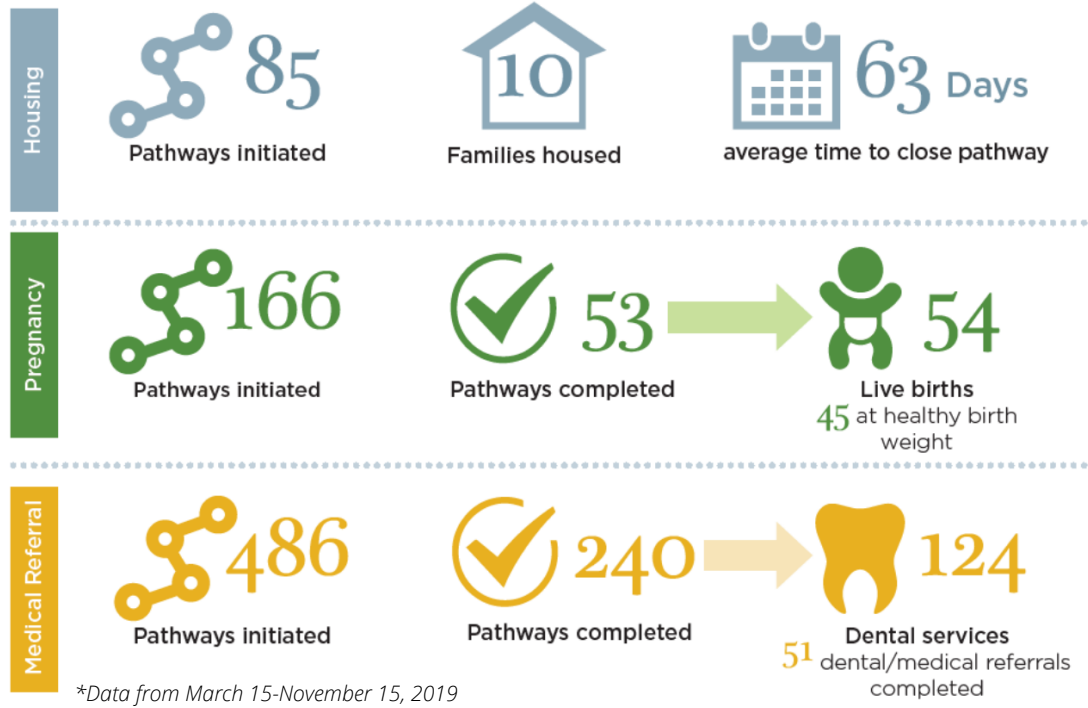 Housing
85
Pathways initiated
10
Families housed
63 Days
average time to close pathway
Pregnancy
166
Pathways initiated
53
Pathways completed
54
Live births
45 at healthy birth
weight
Medical Referral
486
Pathways initiated
240
Pathways completed
124
Dental services
51 dental/medical referrals
completed
*Data from March 15-November 15, 2019